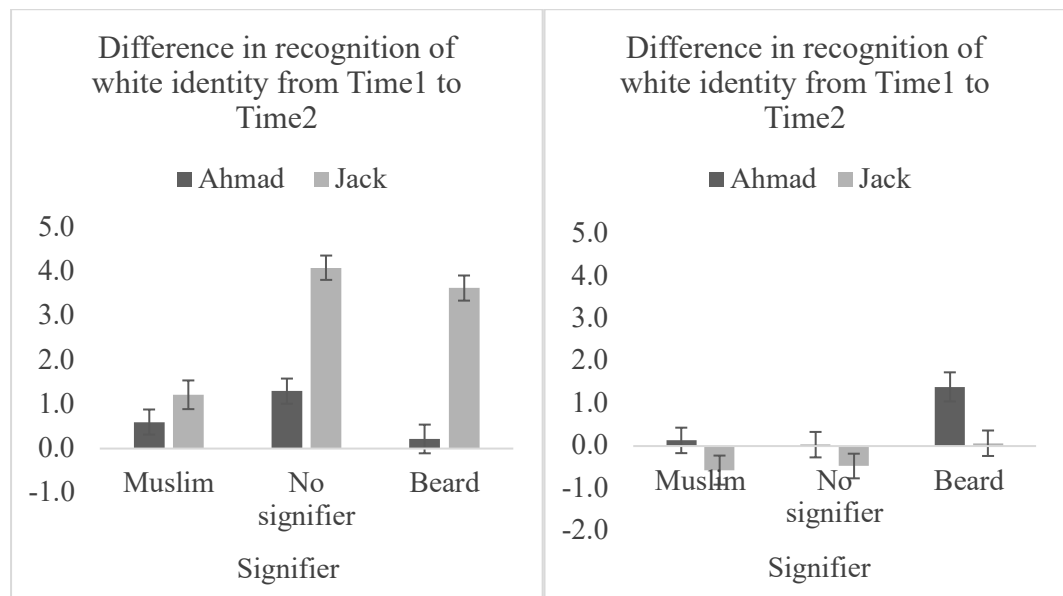 Difference in recognition of
white identity from Time1 to
Time2
Ahmad Jack
5.0
4.0
3.0
2.0
1.0
0.0
-1.0
Muslim No Beard
signifier
Signifier
Difference in recognition of
white identity from Time1 to
Time2
Ahmad Jack
5.0
4.0
3.0
2.0
1.0
0.0
-1.0
-2.0
Muslim No Beard
signifier
Signifier